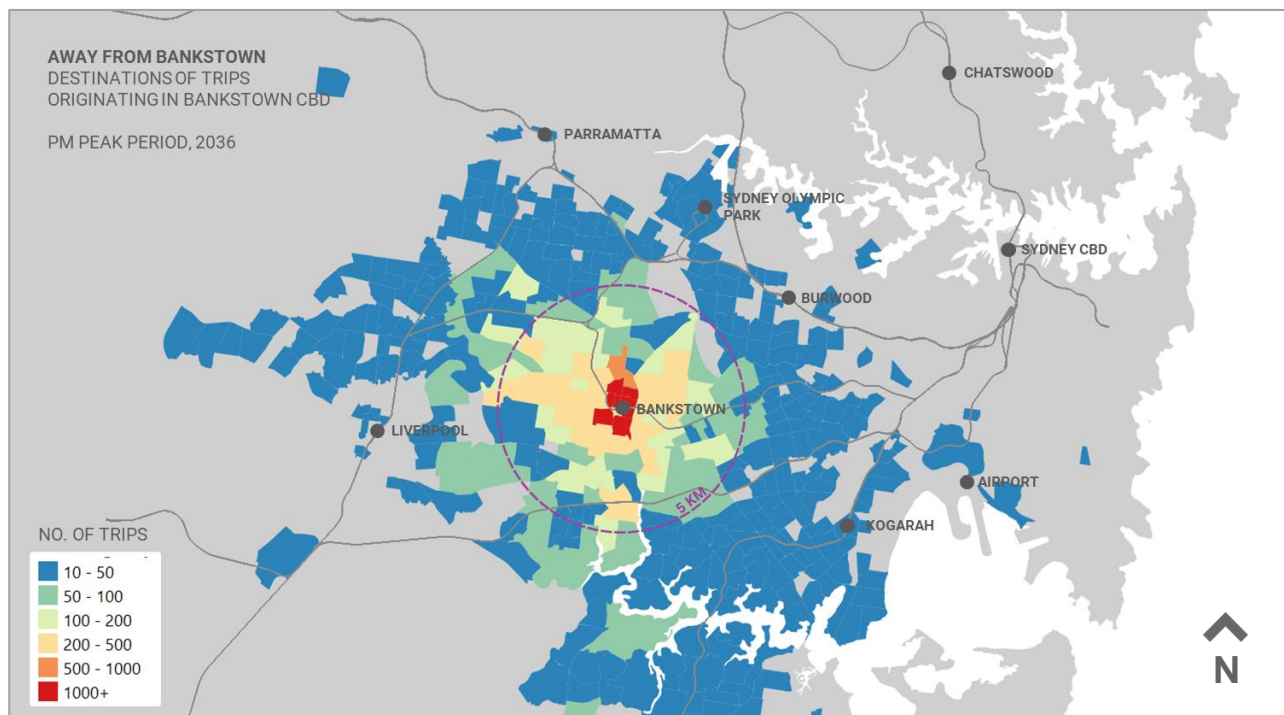 AWAY FROM BANKSTOWN
DESTINATIONS OF TRIPS
ORIGINATING IN BANKSTOWN CBD
PM PEAK PERIOD, 2036
CHATSWOOD
PARRAMATTA
SYDNEY OLYMPIC
PARK
SYDNEY CBD
BURWOOD
BANKSTOWN
LIVERPOOL
AIRPORT
5 KM
KOGARAH
NO. OF TRIPS
10 - 50
50 - 100
100 - 200
200 - 500
500 - 1000
1000+
N